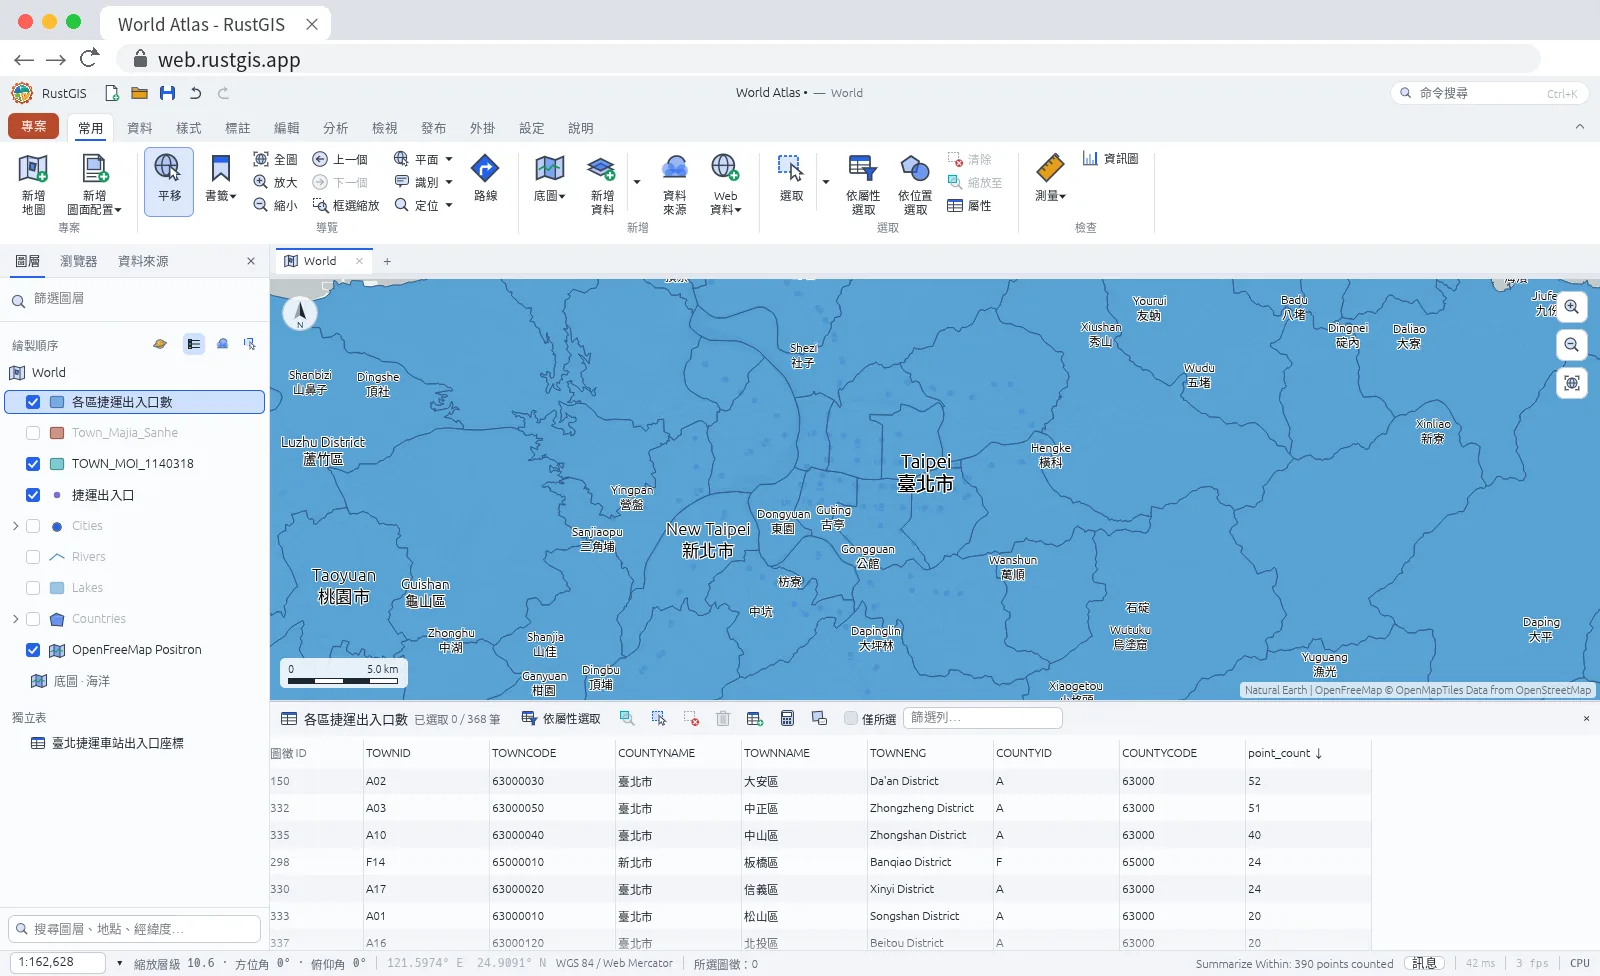 World Atlas - RustGIS
web.rustgis.app
RustGIS
World Atlas • — World
命令搜尋 Ctrl+K
專案 常用 資料 樣式 標註 編輯 分析 檢視 發布 外掛 設定 說明
新增地圖
新增圖面配置
專案
平移
書籤
全圖
放大
縮小
上一個
下一個
框選縮放
平面
識別
定位
路線
導覽
底圖
新增資料
資料來源
Web 資料
新增
選取
依屬性選取
依位置選取
清除
縮放至
屬性
選取
測量
資訊圖
檢查
圖層 瀏覽器 資料來源
World
篩選圖層
繪製順序
World
各區捷運出入口數
Town_Majia_Sanhe
TOWN_MOI_1140318
捷運出入口
Cities
Rivers
Lakes
Countries
OpenFreeMap Positron
底圖 · 海洋
獨立表
臺北捷運車站出入口座標
搜尋圖層、地點、經緯度…
N
Yourui
友蚋
Badu
八堵
Jiufe
九份
Xiushan
秀山
Dingnei
碇內
Daliao
大寮
Shezi
社子
Wudu
五堵
Shanbizi
山鼻子
Dingshe
頂社
Xinliao
新寮
Luzhu District
蘆竹區
Hengke
橫科
Taipei
臺北市
Yingpan
營盤
Dongyuan
東園
Guting
古亭
New Taipei
新北市
Sanjiaopu
三角埔
Gongguan
公館
Wanshun
萬順
Taoyuan
桃園市
Guishan
龜山區
枋寮
中坑
石碇
Zhonghu
中湖
Shanjia
山佳
Dapinglin
大坪林
Wutuku
烏塗窟
Daping
大平
Yuguang
漁光
Ganyuan
柑園
Dingbu
頂埔
Xiaogetou
0 5.0 km
Natural Earth | OpenFreeMap © OpenMapTiles Data from OpenStreetMap
各區捷運出入口數 已選取 0 / 368 筆 依屬性選取 僅所選 篩選列…
圖徵 ID TOWNID TOWNCODE COUNTYNAME TOWNNAME TOWNENG COUNTYID COUNTYCODE point_count ↓
150 A02 63000030 臺北市 大安區 Da'an District A 63000 52
332 A03 63000050 臺北市 中正區 Zhongzheng District A 63000 51
335 A10 63000040 臺北市 中山區 Zhongshan District A 63000 40
298 F14 65000010 新北市 板橋區 Banqiao District F 65000 24
330 A17 63000020 臺北市 信義區 Xinyi District A 63000 24
333 A01 63000010 臺北市 松山區 Songshan District A 63000 20
337 A16 63000120 臺北市 北投區 Beitou District A 63000 20
1:162,628 縮放層級 10.6 · 方位角 0° · 俯仰角 0° 121.5974° E 24.9091° N WGS 84 / Web Mercator 所選圖徵：0 Summarize Within: 390 points counted 訊息 42 ms 3 fps CPU